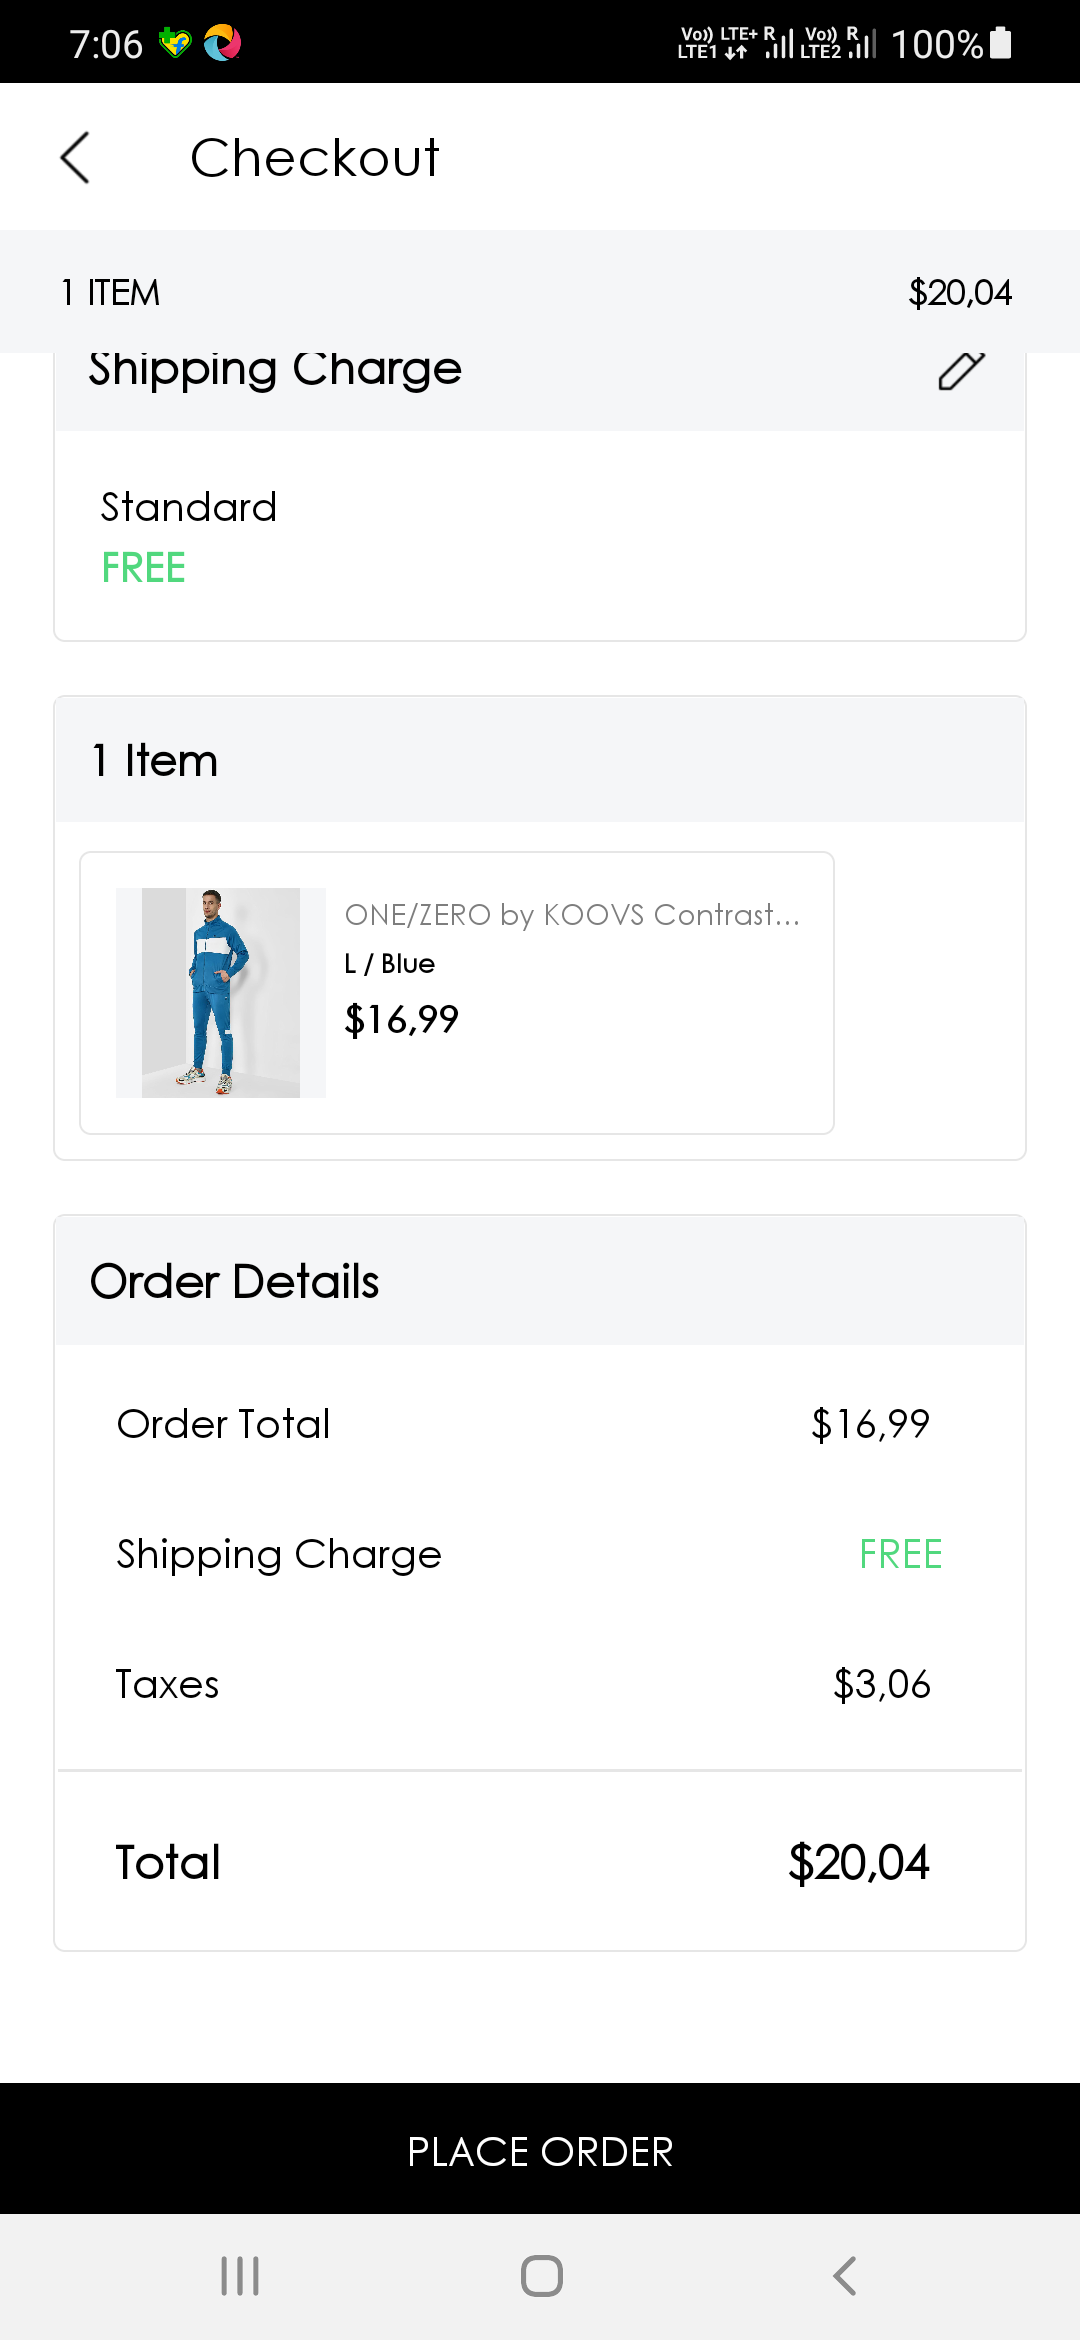 7:06
Vo)) LTE+ R Vo)) R
LTE1 LTE2 100%
Checkout
1 ITEM $20,04
Shipping Charge
Standard
FREE
1 Item
ONE/ZERO by KOOVS Contrast...
L / Blue
$16,99
Order Details
Order Total $16,99
Shipping Charge FREE
Taxes $3,06
Total $20,04
PLACE ORDER